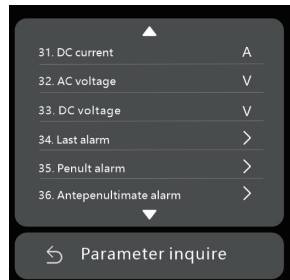 31. DC current A
32. AC voltage V
33. DC voltage V
34. Last alarm >
35. Penult alarm >
36. Antepenultimate alarm >
Parameter inquire